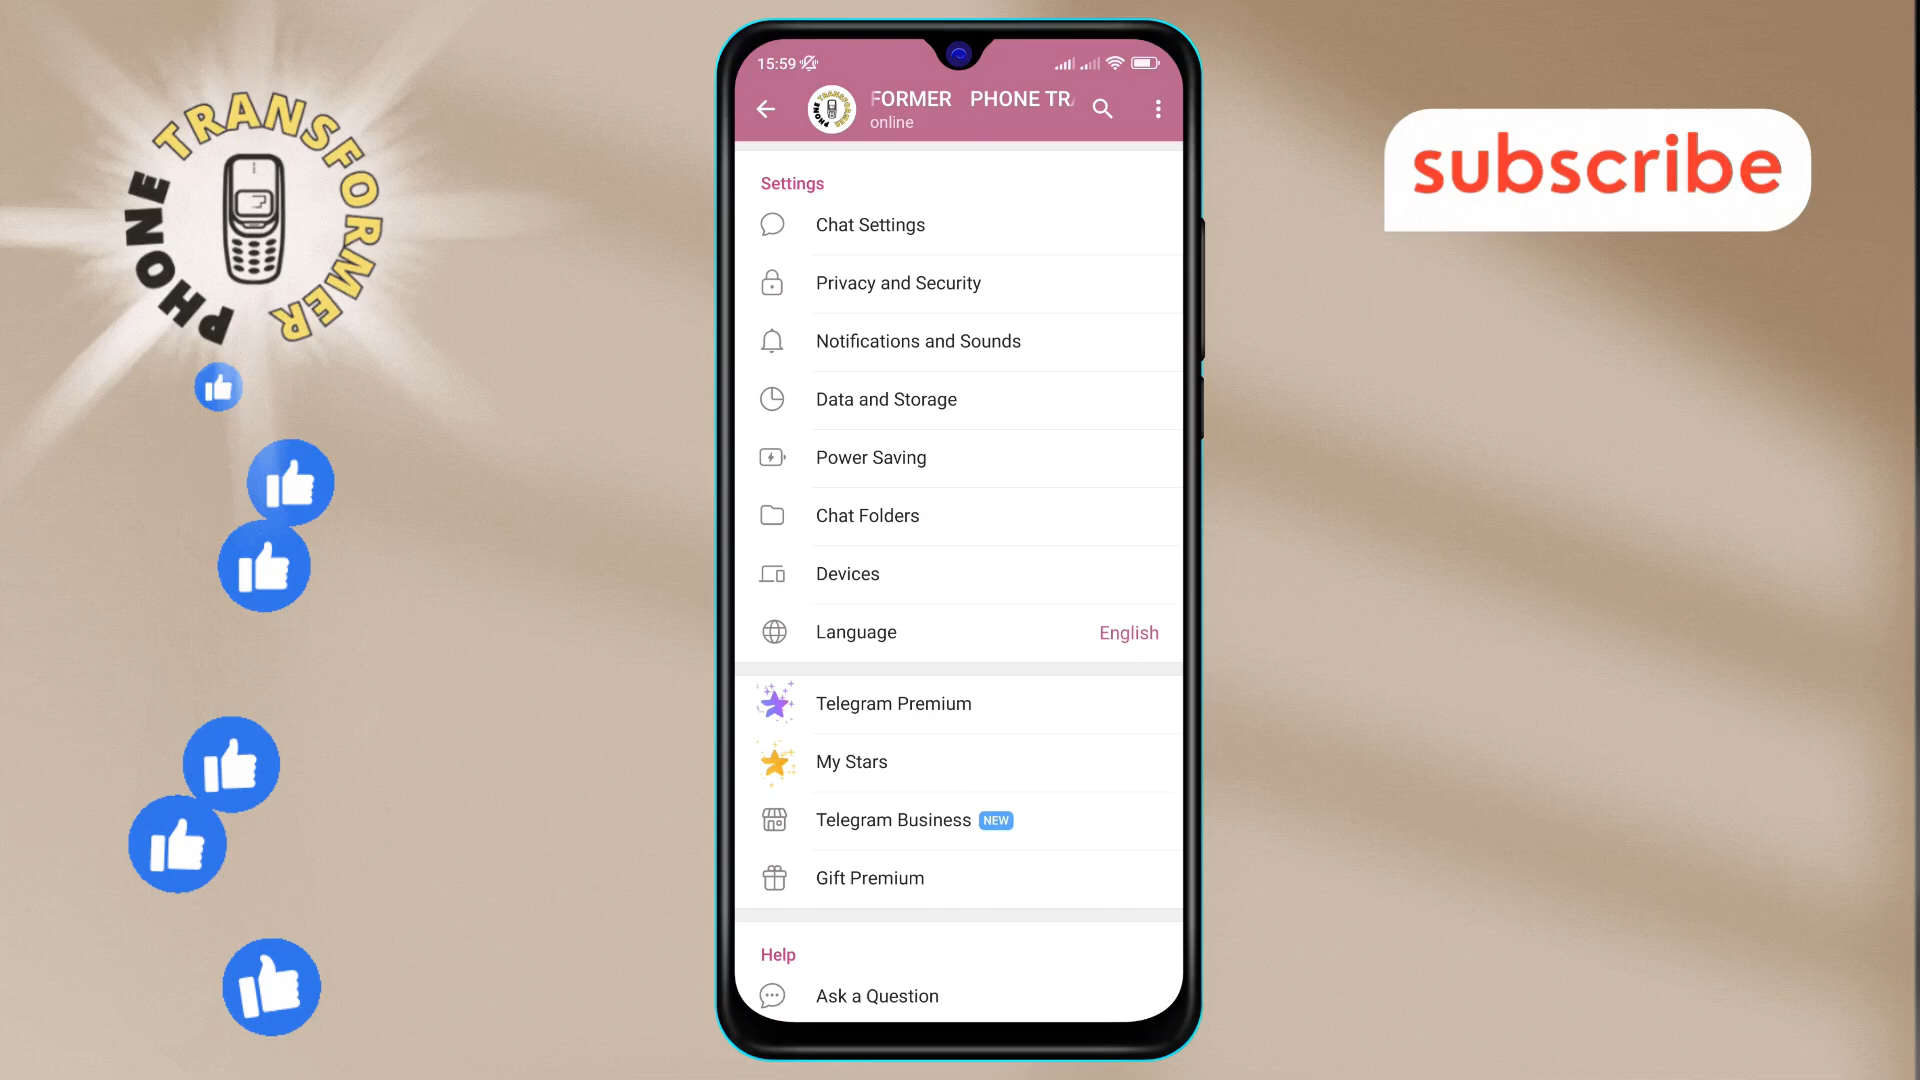 PHONE TRANSFORMER
subscribe
15:59
FORMER PHONE TR
online
Settings
Chat Settings
Privacy and Security
Notifications and Sounds
Data and Storage
Power Saving
Chat Folders
Devices
Language English
Telegram Premium
My Stars
Telegram Business NEW
Gift Premium
Help
Ask a Question